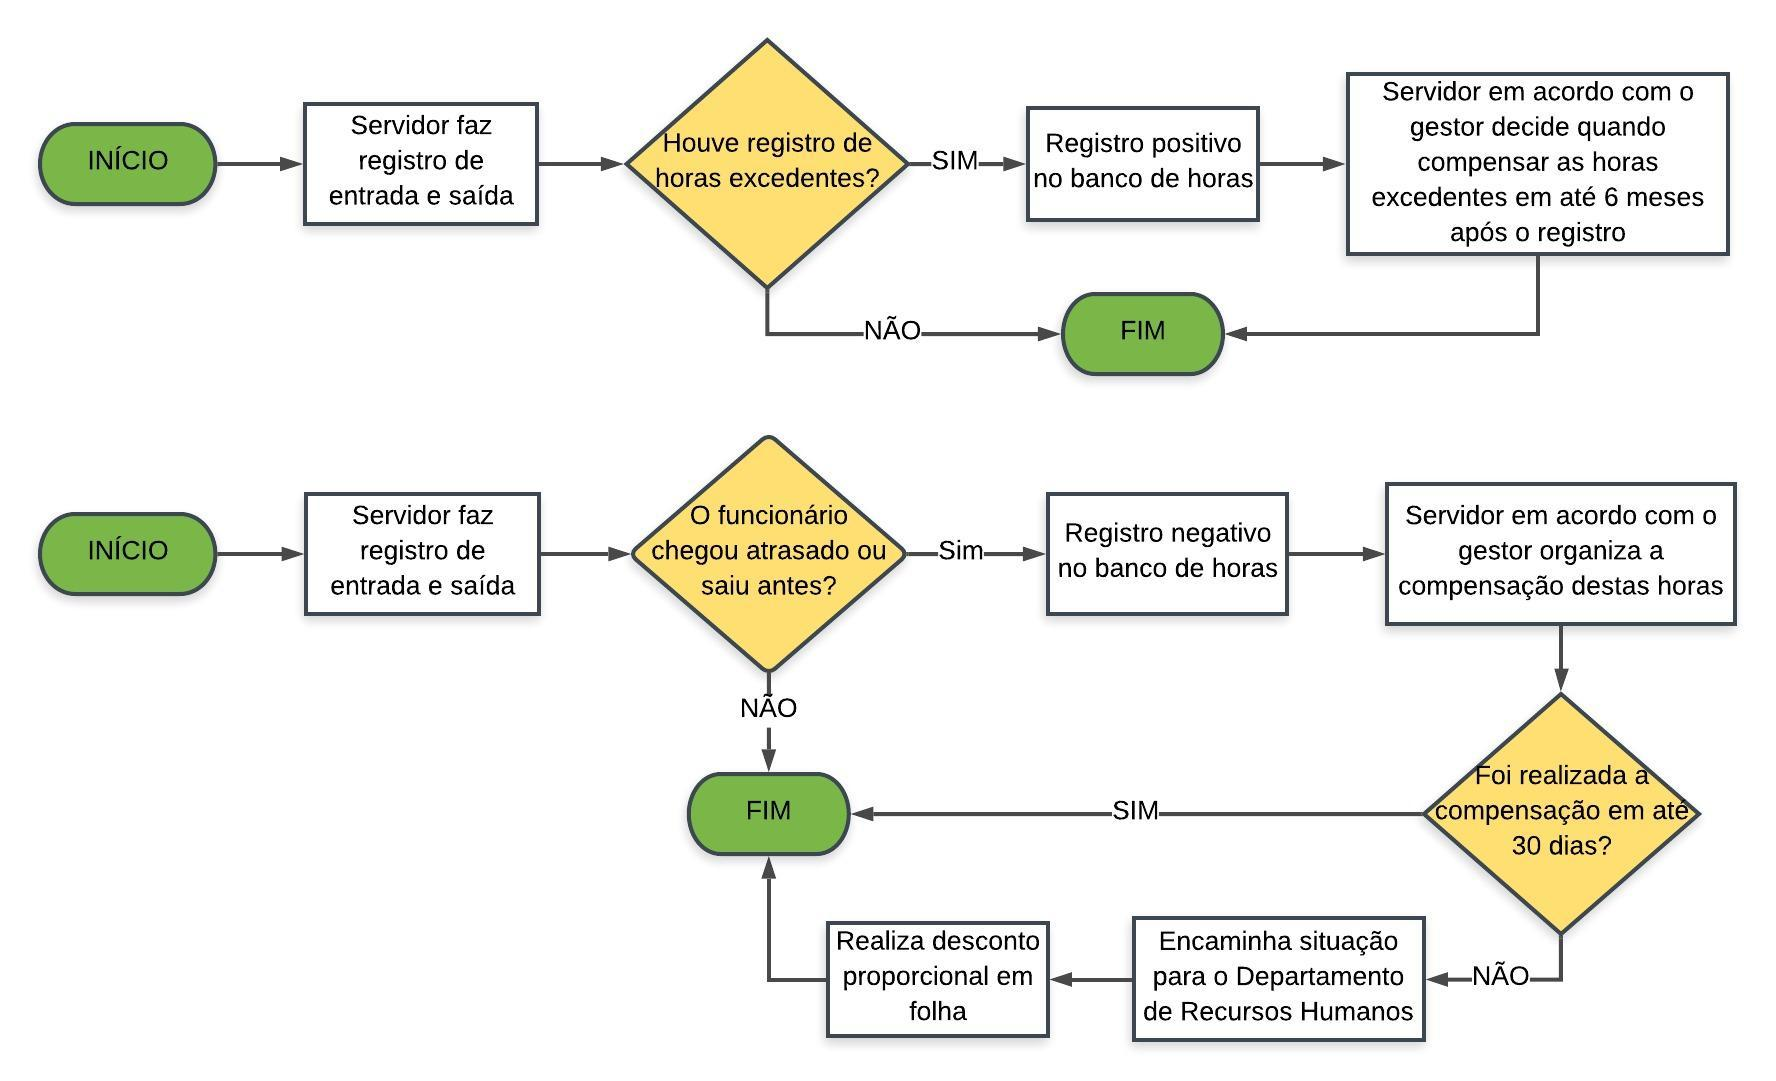 INÍCIO
Servidor faz
registro de
entrada e saída
Houve registro de
horas excedentes?
SIM
Registro positivo
no banco de horas
Servidor em acordo com o
gestor decide quando
compensar as horas
excedentes em até 6 meses
após o registro
NÃO
FIM
INÍCIO
Servidor faz
registro de
entrada e saída
O funcionário
chegou atrasado ou
saiu antes?
Sim
Registro negativo
no banco de horas
Servidor em acordo com o
gestor organiza a
compensação destas horas
NÃO
FIM
SIM
Foi realizada a
compensação em até
30 dias?
NÃO
Encaminha situação
para o Departamento
de Recursos Humanos
Realiza desconto
proporcional em
folha